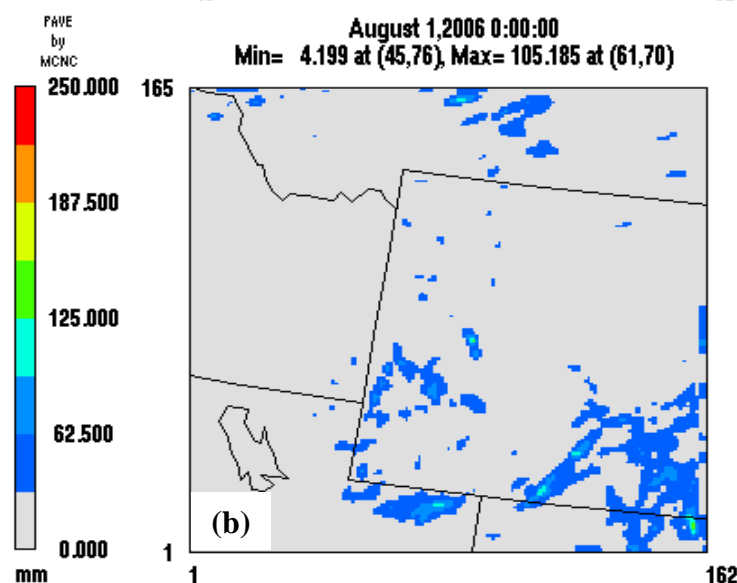 PAVE
by
MCNC
August 1,2006 0:00:00
Min= 4.199 at (45,76), Max= 105.185 at (61,70)
250.000
187.500
125.000
62.500
0.000
mm
165
1
1
162
(b)